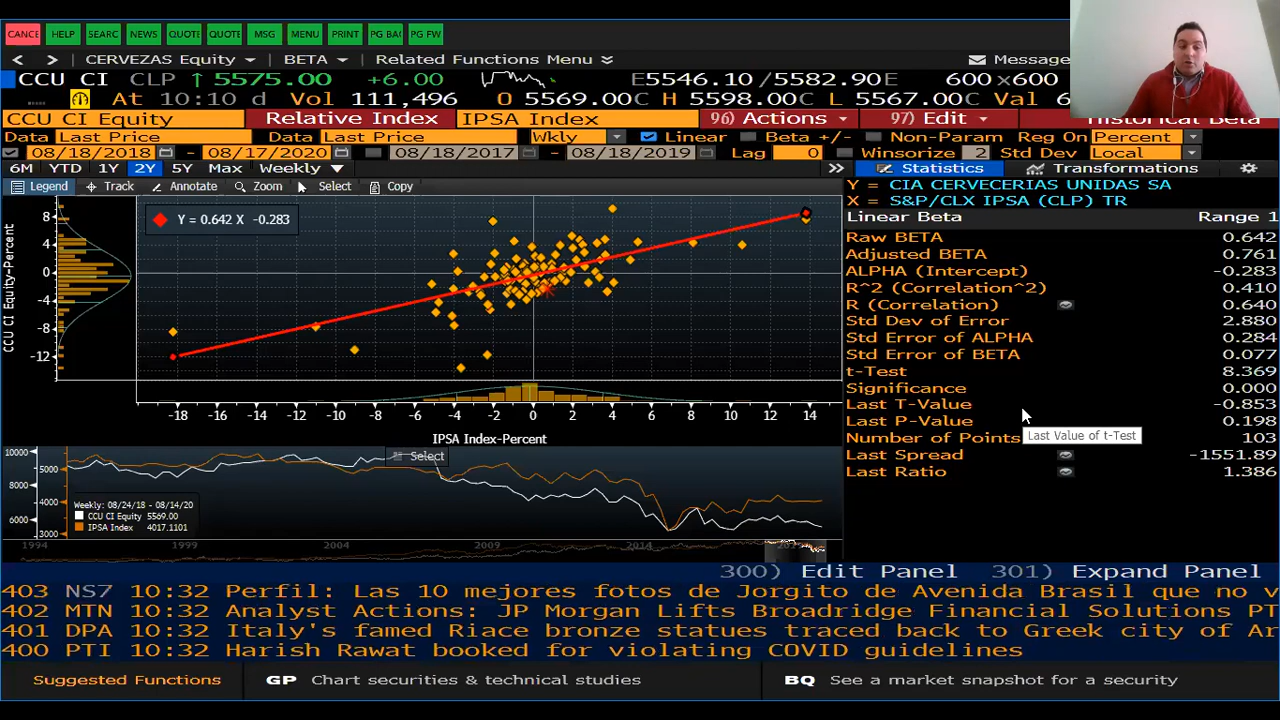 CANCE HELP SEARC NEWS QUOTE QUOTE MSG MENU PRINT PG BAC PG FW
< > CERVEZAS Equity BETA Related Functions Menu Message
CCU CI CLP ↑ 5575.00 +6.00 E5546.10 /5582.90E 600x600
At 10:10 d Vol 111,496 O 5569.00C H 5598.00C L 5567.00C Val 6
CCU CI Equity Relative Index IPSA Index 96) Actions 97) Edit Historical Beta
Data Last Price Data Last Price Wkly Linear Beta +/- Non-Param Reg On Percent
08/18/2018 - 08/17/2020 08/18/2017 - 08/18/2019 Lag 0 Winsorize 2 Std Dev Local
6M YTD 1Y 2Y 5Y Max Weekly » Statistics Transformations
Legend Track Annotate Zoom Select Copy
Y = CIA CERVECERIAS UNIDAS SA
X = S&P/CLX IPSA (CLP) TR
Linear Beta Range 1
Raw BETA 0.642
Adjusted BETA 0.761
ALPHA (Intercept) -0.283
R^2 (Correlation^2) 0.410
R (Correlation) 0.640
Std Dev of Error 2.880
Std Error of ALPHA 0.284
Std Error of BETA 0.077
t-Test 8.369
Significance 0.000
Last T-Value -0.853
Last P-Value 0.198
Number of Points 103
Last Value of t-Test
Last Spread -1551.89
Last Ratio 1.386
Y = 0.642 X -0.283
CCU CI Equity-Percent
8
4
0
-4
-8
-12
-18 -16 -14 -12 -10 -8 -6 -4 -2 0 2 4 6 8 10 12 14
IPSA Index-Percent
Select
10000
8000
6000
5000
4000
3000
Weekly: 08/24/18 - 08/14/20
CCU CI Equity 5569.00
IPSA Index 4017.1101
1994 1999 2004 2009 2014
300) Edit Panel 301) Expand Panel
403 NS7 10:32 Perfil: Las 10 mejores fotos de Jorgito de Avenida Brasil que no v
402 MTN 10:32 Analyst Actions: JP Morgan Lifts Broadridge Financial Solutions PT
401 DPA 10:32 Italy's famed Riace bronze statues traced back to Greek city of Ar
400 PTI 10:32 Harish Rawat booked for violating COVID guidelines
Suggested Functions GP Chart securities & technical studies BQ See a market snapshot for a security